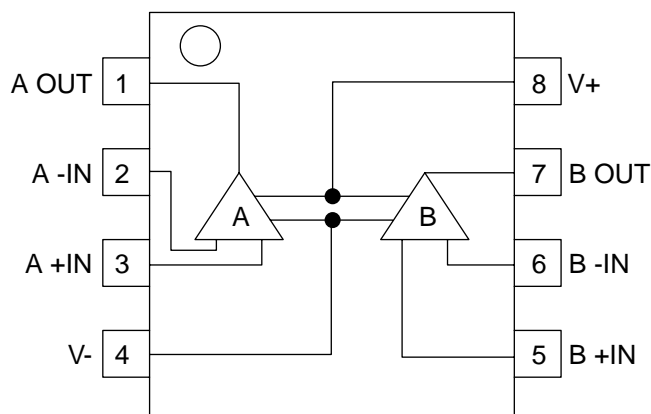 A OUT 1
8 V+
A -IN 2
7 B OUT
A B
A +IN 3
6 B -IN
V- 4
5 B +IN